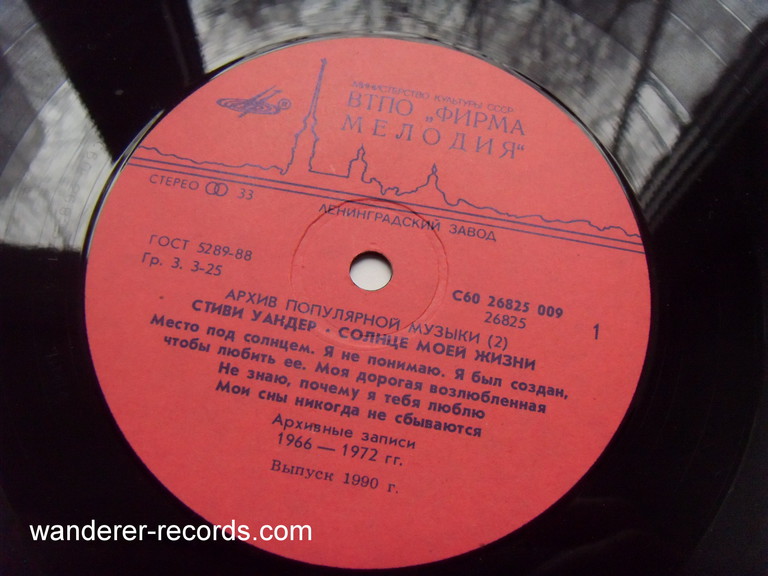 МИНИСТЕРСТВО КУЛЬТУРЫ СССР
ВТПО „ФИРМА
МЕЛОДИЯ“
СТЕРЕО 33
ЛЕНИНГРАДСКИЙ ЗАВОД
ГОСТ 5289-88
Гр. 3. 3-25
С60 26825 009
26825
1
АРХИВ ПОПУЛЯРНОЙ МУЗЫКИ (2)
СТИВИ УАНДЕР · СОЛНЦЕ МОЕЙ ЖИЗНИ
Место под солнцем. Я не понимаю. Я был создан,
чтобы любить ее. Моя дорогая возлюбленная
Не знаю, почему я тебя люблю
Мои сны никогда не сбываются
Архивные записи
1966 — 1972 гг.
Выпуск 1990 г.
wanderer-records.com